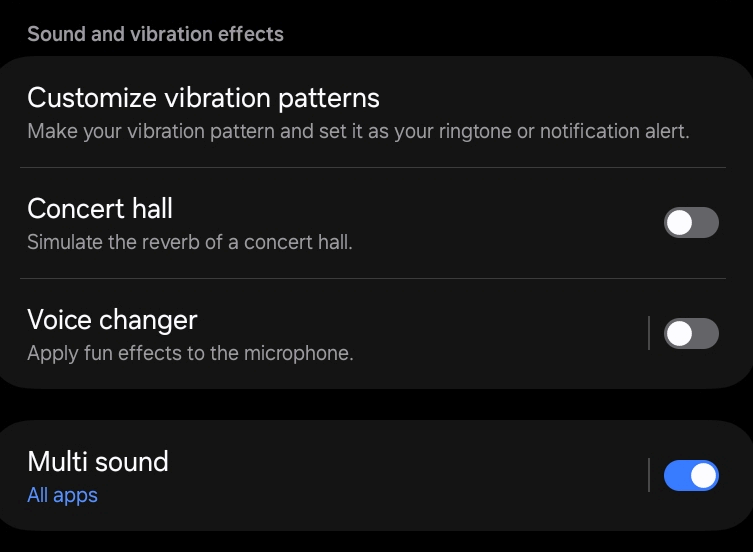 Sound and vibration effects
Customize vibration patterns
Make your vibration pattern and set it as your ringtone or notification alert.
Concert hall
Simulate the reverb of a concert hall.
Voice changer
Apply fun effects to the microphone.
Multi sound
All apps